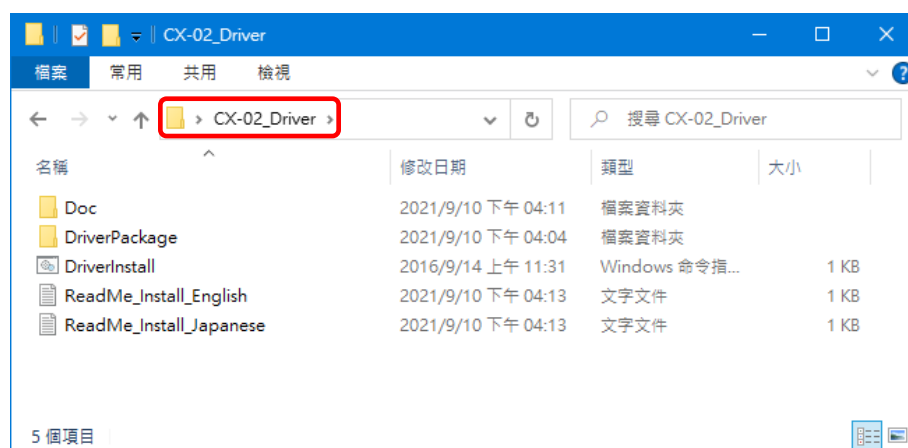 CX-02_Driver
檔案 常用 共用 檢視
CX-02_Driver 搜尋 CX-02_Driver
名稱 修改日期 類型 大小
Doc 2021/9/10 下午 04:11 檔案資料夾
DriverPackage 2021/9/10 下午 04:04 檔案資料夾
DriverInstall 2016/9/14 上午 11:31 Windows 命令指... 1 KB
ReadMe_Install_English 2021/9/10 下午 04:13 文字文件 1 KB
ReadMe_Install_Japanese 2021/9/10 下午 04:13 文字文件 1 KB
5 個項目